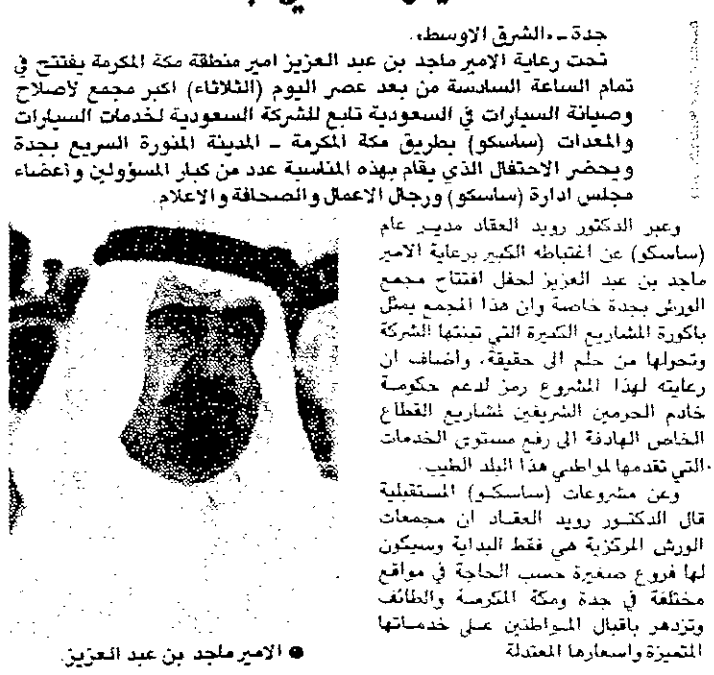 جدة ــ «الشرق الاوسط».
تحت رعاية الامير ماجد بن عبد العزيز امير منطقة مكة المكرمة يفتتح في
تمام الساعة السادسة من بعد عصر اليوم (الثلاثاء) اكبر مجمع لاصلاح
وصيانة السيارات في السعودية تابع للشركة السعودية لخدمات السيارات
والمعدات (ساسكو) بطريق مكة المكرمة ــ المدينة المنورة السريع بجدة
ويحضر الاحتفال الذي يقام بهذه المناسبة عدد من كبار المسؤولين وأعضاء
مجلس ادارة (ساسكو) ورجال الاعمال والصحافة والاعلام.
وعبر الدكتور رويد العقاد مدير عام
(ساسكو) عن اغتباطه الكبير برعاية الامير
ماجد بن عبد العزيز لحفل افتتاح مجمع
الورش بجدة خاصة وان هذا المجمع يمثل
باكورة المشاريع الكبيرة التي تبنتها الشركة
وتحولها من حلم الى حقيقة. واضاف ان
رعايته لهذا المشروع رمز لدعم حكومة
خادم الحرمين الشريفين لمشاريع القطاع
الخاص الهادفة الى رفع مستوى الخدمات
التي تقدمها لمواطني هذا البلد الطيب.
وعن مشروعات (ساسكو) المستقبلية
قال الدكتور رويد العقاد ان مجمعات
الورش المركزية هي فقط البداية وسيكون
لها فروع صغيرة حسب الحاجة في مواقع
مختلفة في جدة ومكة المكرمة والطائف
وتزدهر باقبال المواطنين على خدماتها
المتميزة واسعارها المعتدلة
● الامير ماجد بن عبد العزيز.